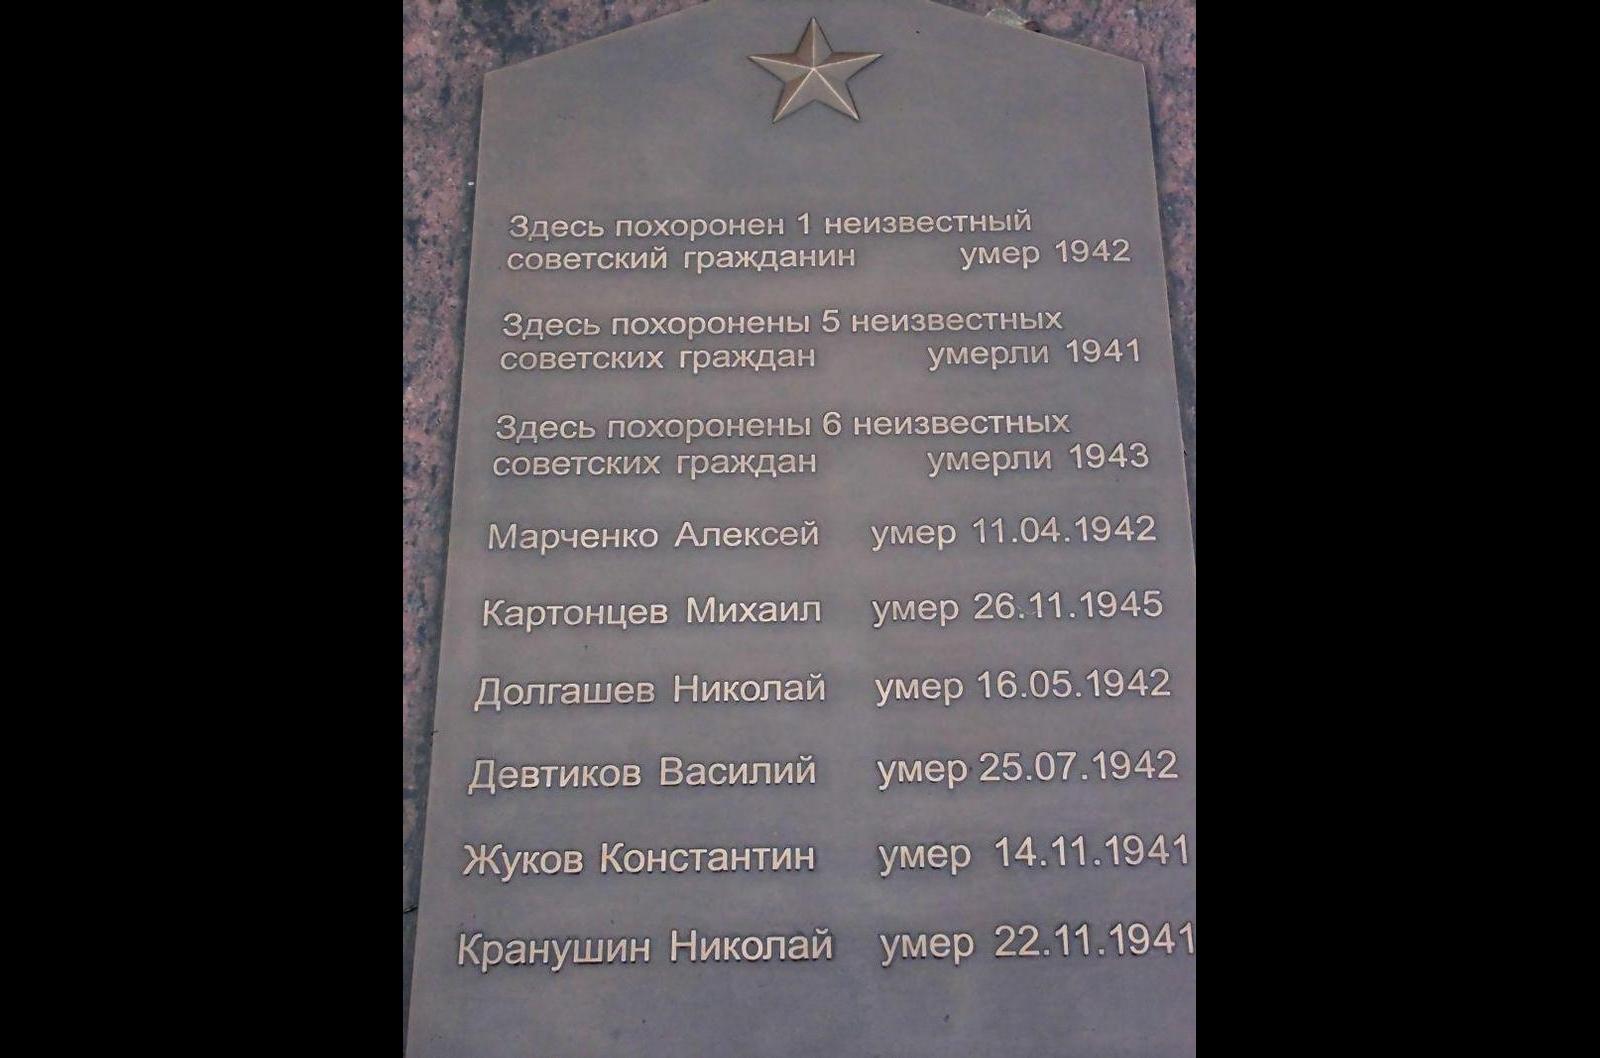 Здесь похоронен 1 неизвестный
советский гражданин умер 1942
Здесь похоронены 5 неизвестных
советских граждан умерли 1941
Здесь похоронены 6 неизвестных
советских граждан умерли 1943
Марченко Алексей умер 11.04.1942
Картонцев Михаил умер 26.11.1945
Долгашев Николай умер 16.05.1942
Девтиков Василий умер 25.07.1942
Жуков Константин умер 14.11.1941
Кранушин Николай умер 22.11.1941